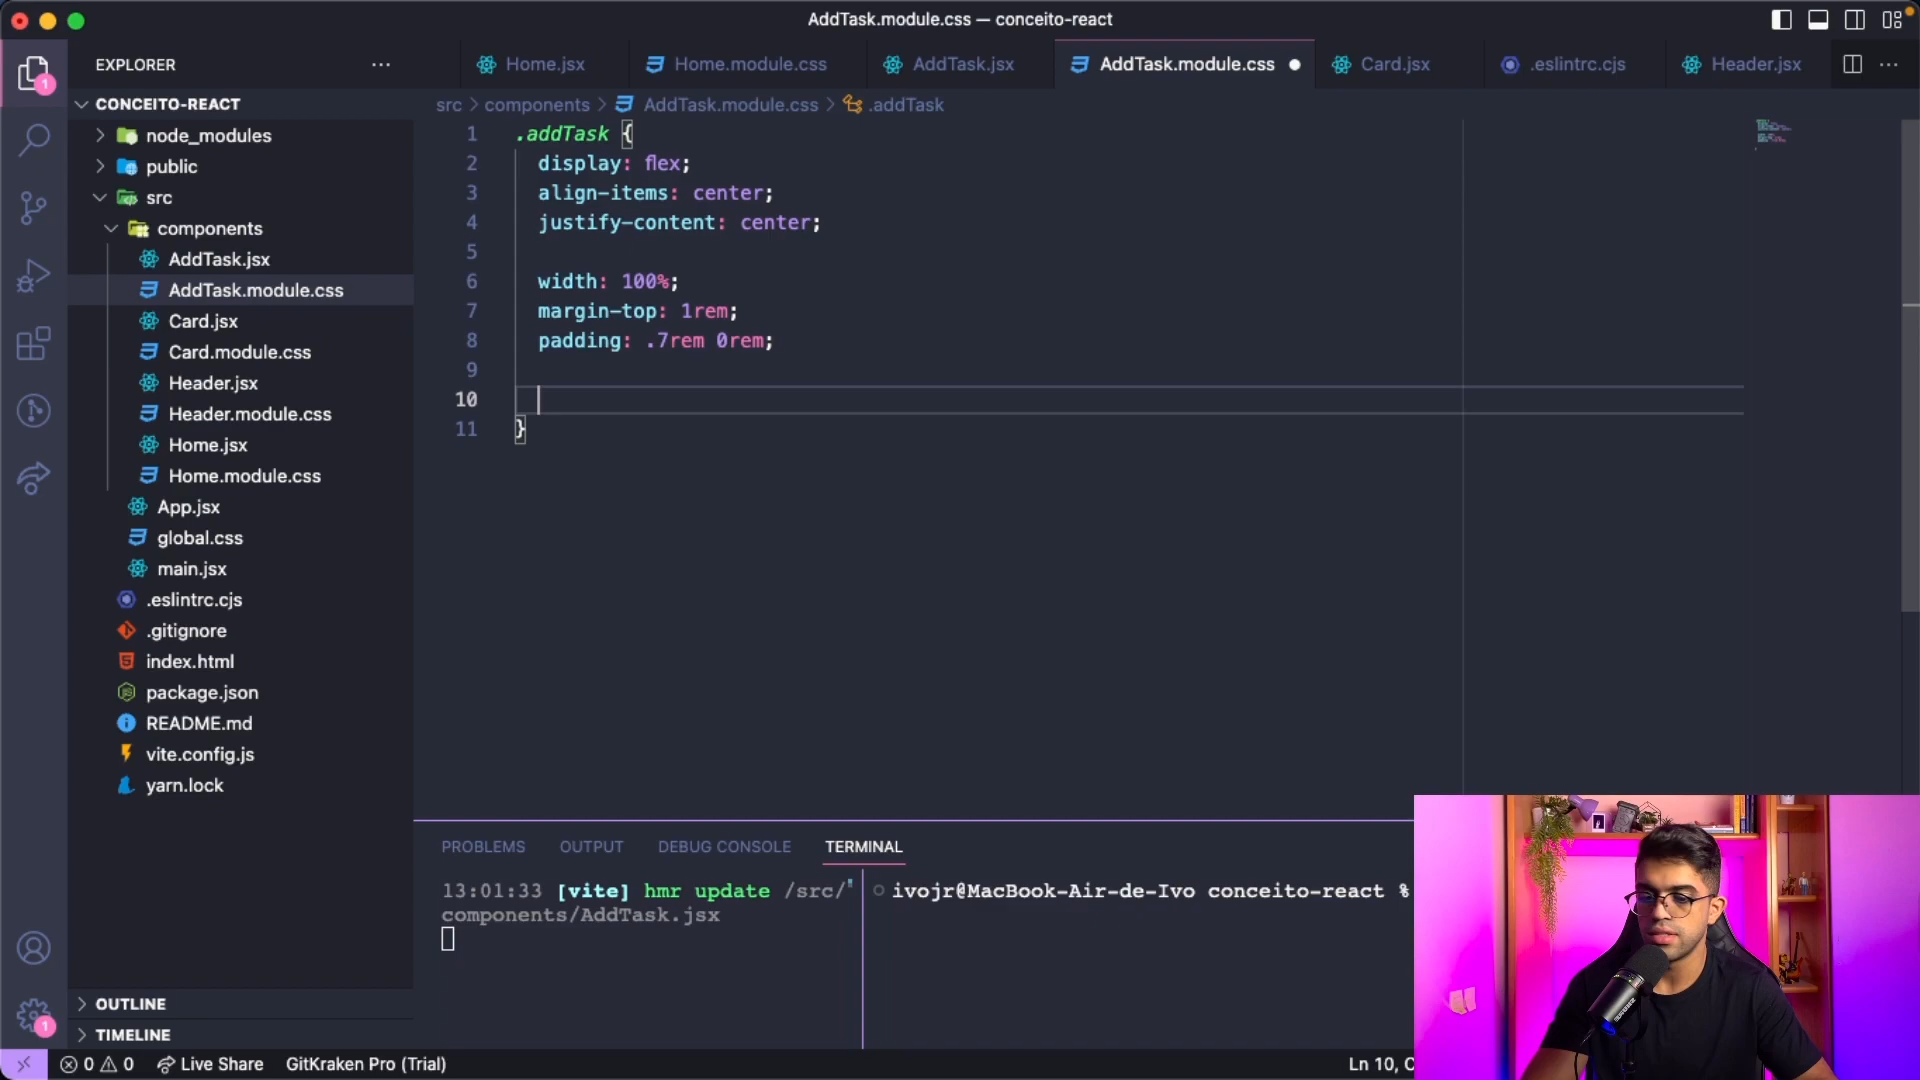 AddTask.module.css — conceito-react
EXPLORER
Home.jsx
Home.module.css
AddTask.jsx
AddTask.module.css
Card.jsx
.eslintrc.cjs
Header.jsx
CONCEITO-REACT
node_modules
public
src
components
AddTask.jsx
AddTask.module.css
Card.jsx
Card.module.css
Header.jsx
Header.module.css
Home.jsx
Home.module.css
App.jsx
global.css
main.jsx
.eslintrc.cjs
.gitignore
index.html
package.json
README.md
vite.config.js
yarn.lock
OUTLINE
TIMELINE
1
1
src > components > AddTask.module.css > .addTask
1 .addTask {
2 display: flex;
3 align-items: center;
4 justify-content: center;
5
6 width: 100%;
7 margin-top: 1rem;
8 padding: .7rem 0rem;
9
10
11 }
PROBLEMS
OUTPUT
DEBUG CONSOLE
TERMINAL
13:01:33 [vite] hmr update /src/
components/AddTask.jsx
ivojr@MacBook-Air-de-Ivo conceito-react %
0 0
Live Share
GitKraken Pro (Trial)
Ln 10, C